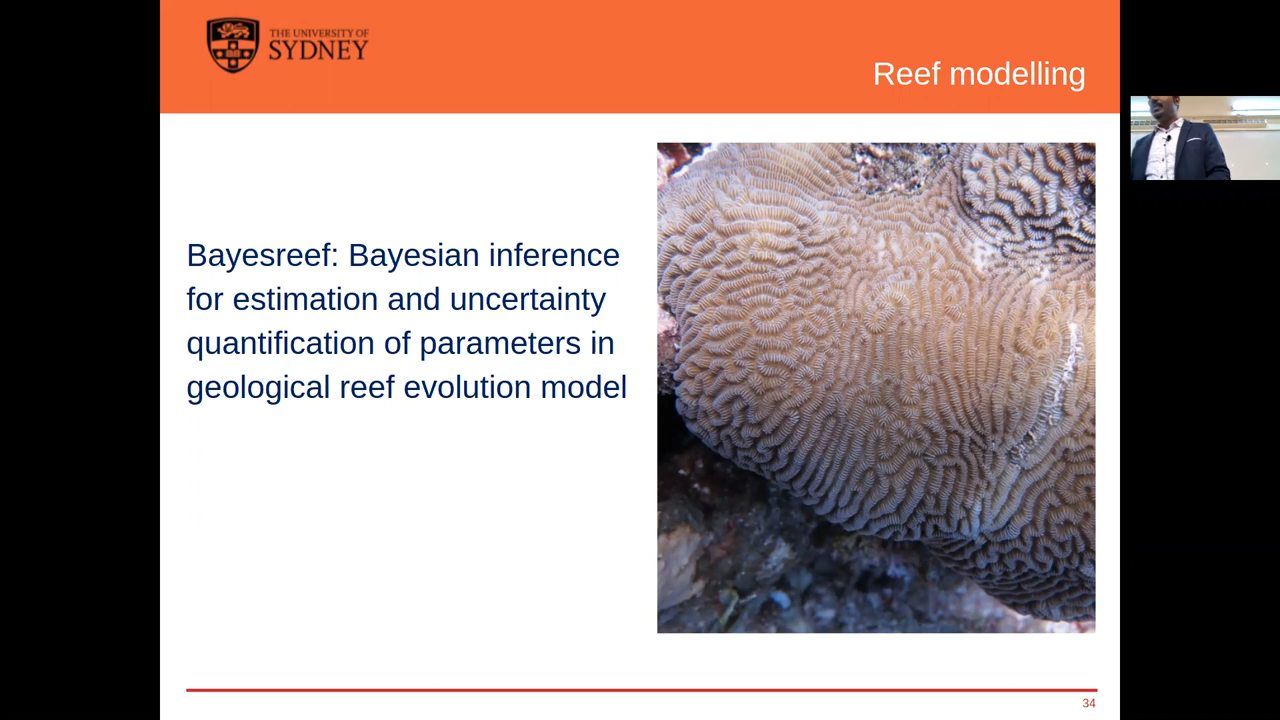 THE UNIVERSITY OF
SYDNEY
Reef modelling
Bayesreef: Bayesian inference
for estimation and uncertainty
quantification of parameters in
geological reef evolution model
34